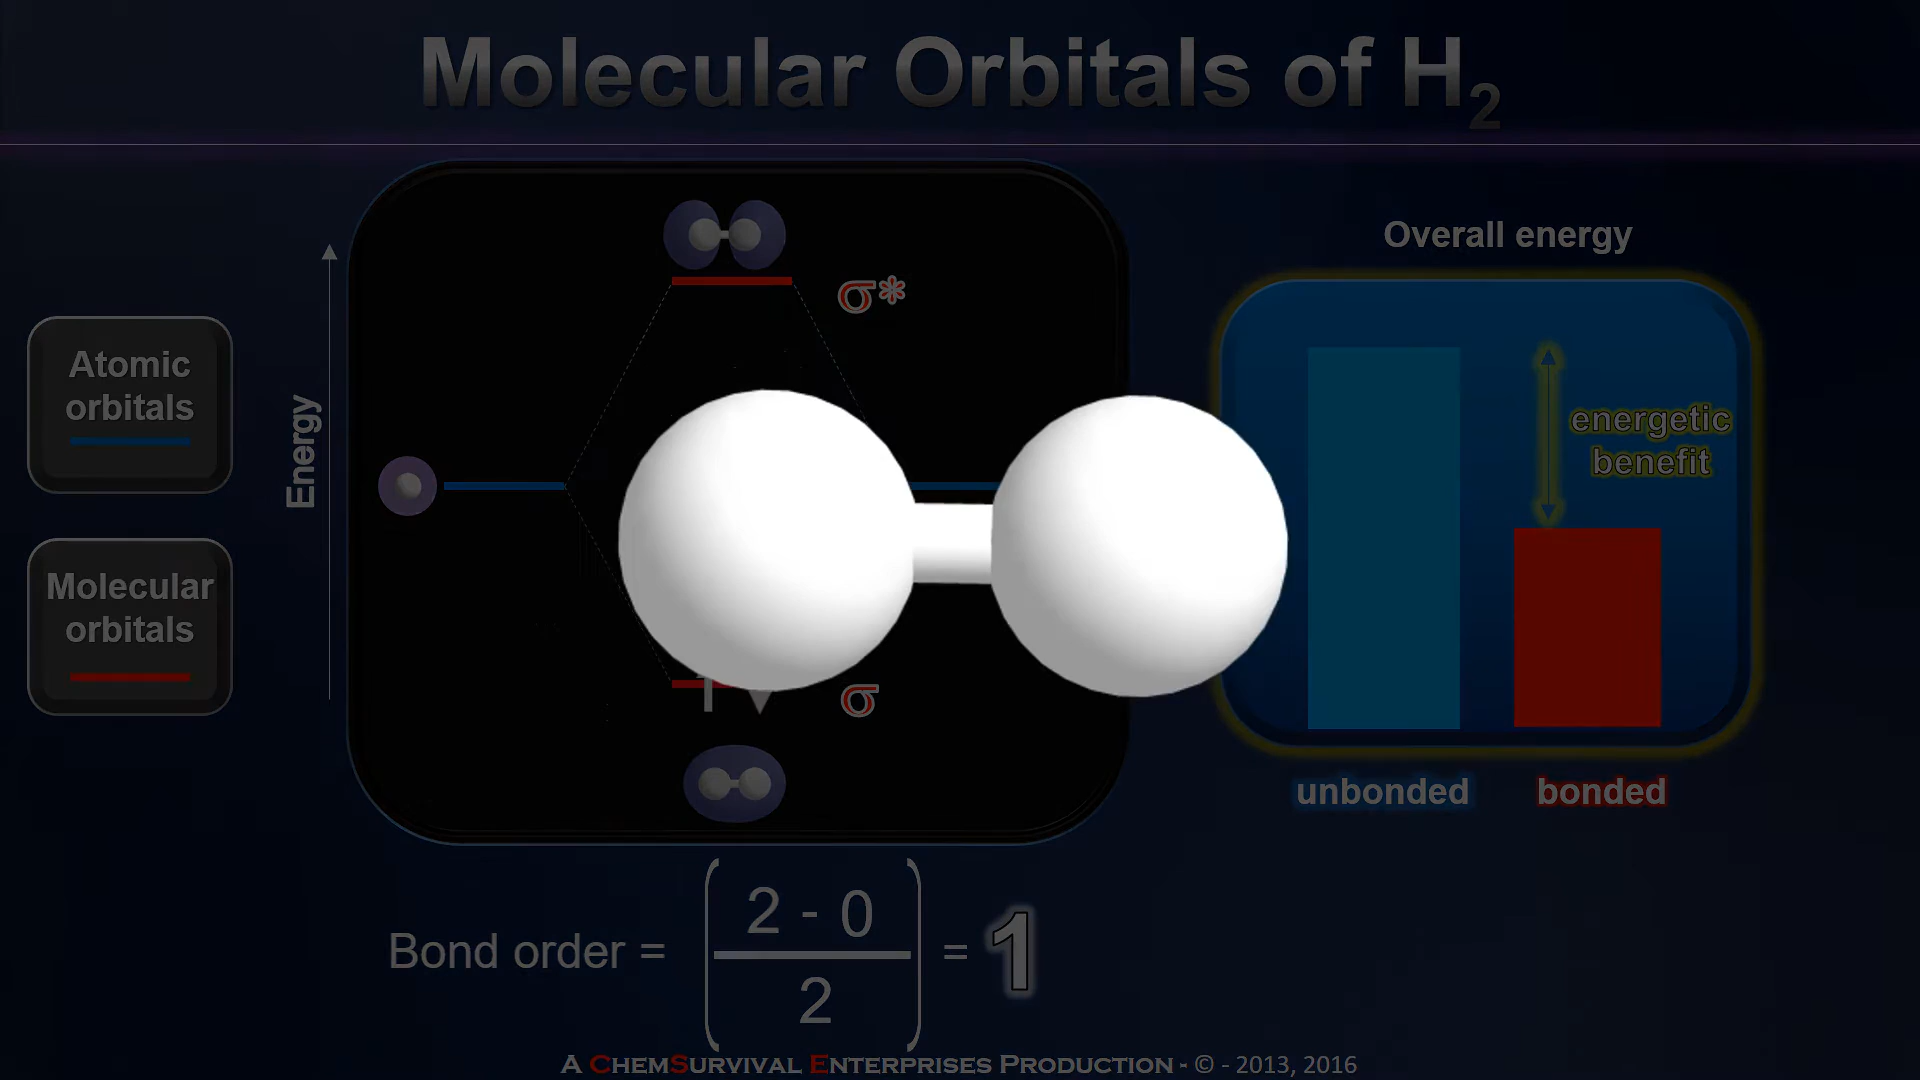 Molecular Orbitals of H₂
Overall energy
σ*
Atomic
orbitals
energetic
benefit
Energy
Molecular
orbitals
σ
unbonded
bonded
Bond order = (2 - 0 / 2) = 1
A ChemSurvival Enterprises Production - © - 2013, 2016